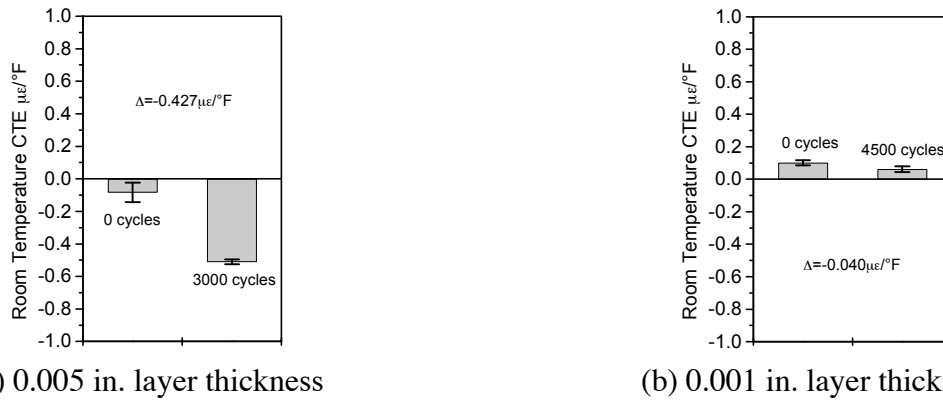 1.0
0.8
0.6
0.4
0.2
0.0
-0.2
-0.4
-0.6
-0.8
-1.0
Room Temperature CTE µε/°F
Δ=-0.427µε/°F
0 cycles
3000 cycles
) 0.005 in. layer thickness
1.0
0.8
0.6
0.4
0.2
0.0
-0.2
-0.4
-0.6
-0.8
-1.0
Room Temperature CTE µε/°F
0 cycles
4500 cycles
Δ=-0.040µε/°F
(b) 0.001 in. layer